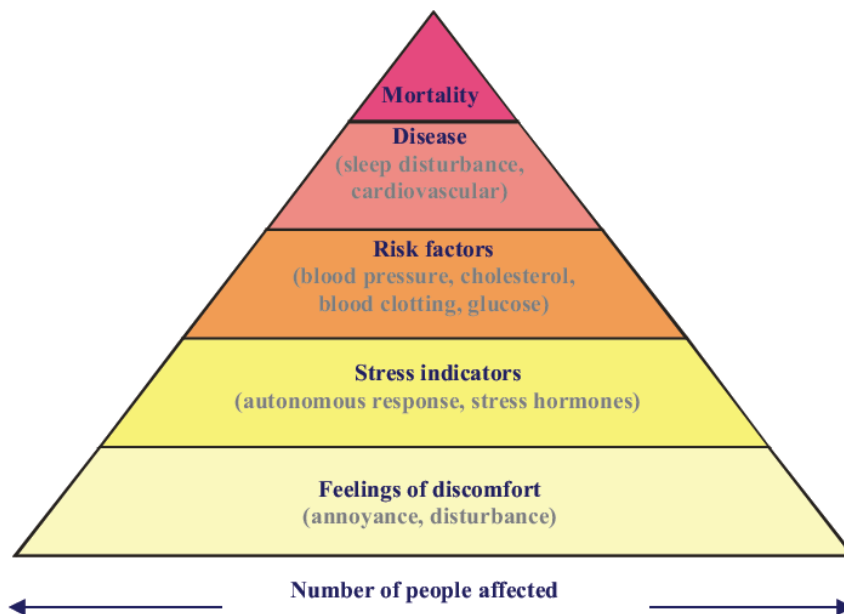 Mortality
Disease
(sleep disturbance,
cardiovascular)
Risk factors
(blood pressure, cholesterol,
blood clotting, glucose)
Stress indicators
(autonomous response, stress hormones)
Feelings of discomfort
(annoyance, disturbance)
Number of people affected